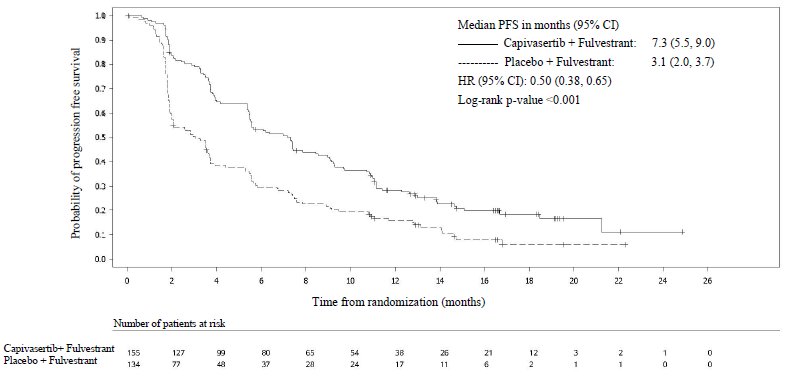 Median PFS in months (95% CI)
Capivasertib + Fulvestrant: 7.3 (5.5, 9.0)
Placebo + Fulvestrant: 3.1 (2.0, 3.7)
HR (95% CI): 0.50 (0.38, 0.65)
Log-rank p-value <0.001
Probability of progression free survival
1.0
0.9
0.8
0.7
0.6
0.5
0.4
0.3
0.2
0.1
0.0
0 2 4 6 8 10 12 14 16 18 20 22 24 26
Time from randomization (months)
Number of patients at risk
Capivasertib+ Fulvestrant 155 127 99 80 65 54 38 26 21 12 3 2 1 0
Placebo + Fulvestrant 134 77 48 37 28 24 17 11 6 2 1 1 0 0